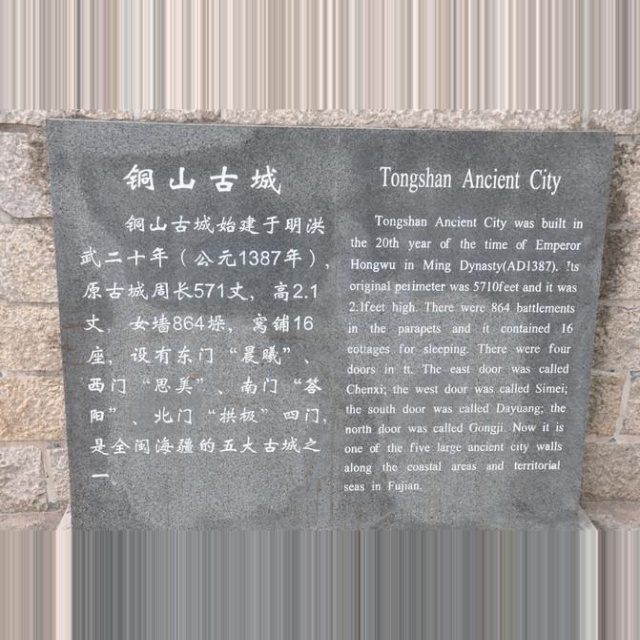 铜山古城
铜山古城始建于明洪
武二十年（公元1387年），
原古城周长571丈，高2.1
丈，女墙864垛，窝铺16
座，设有东门“晨曦”、
西门“思美”、南门“答
阳”、北门“拱极”四门，
是全闽海疆的五大古城之
一。
Tongshan Ancient City
Tongshan Ancient City was built in
the 20th year of the time of Emperor
Hongwu in Ming Dynasty(AD1387). Its
original perimeter was 5710feet and it was
2.1feet high. There were 864 battlements
in the parapets and it contained 16
cottages for sleeping. There were four
doors in tt. The east door was called
Chenxi; the west door was called Simei;
the south door was called Dayuang; the
north door was called Gongji. Now it is
one of the five large ancient city walls
along the coastal areas and territorial
seas in Fujian.